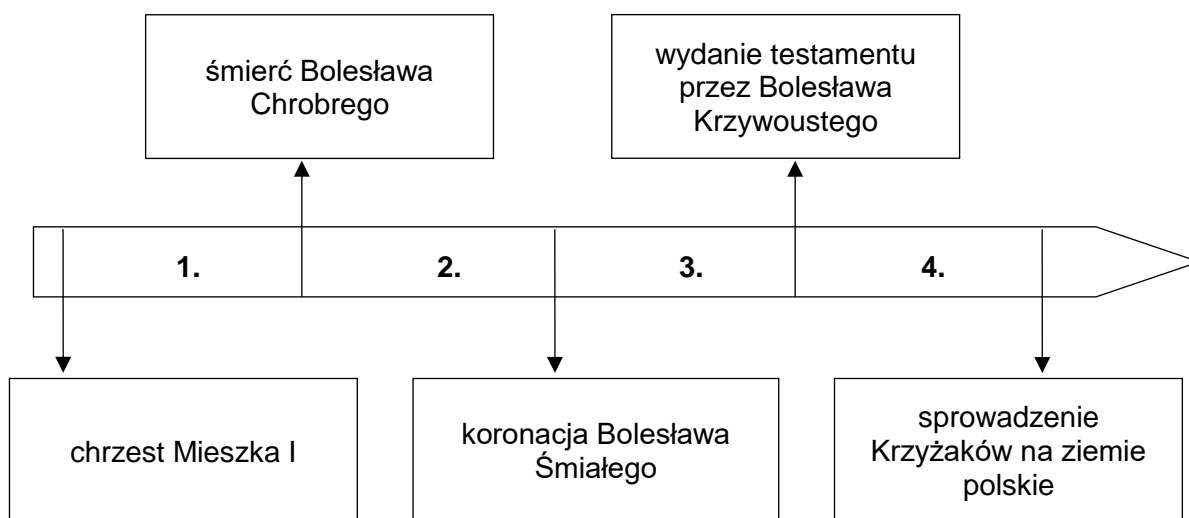 śmierć Bolesława
Chrobrego
wydanie testamentu
przez Bolesława
Krzywoustego
1.
2.
3.
4.
chrzest Mieszka I
koronacja Bolesława
Śmiałego
sprowadzenie
Krzyżaków na ziemie
polskie